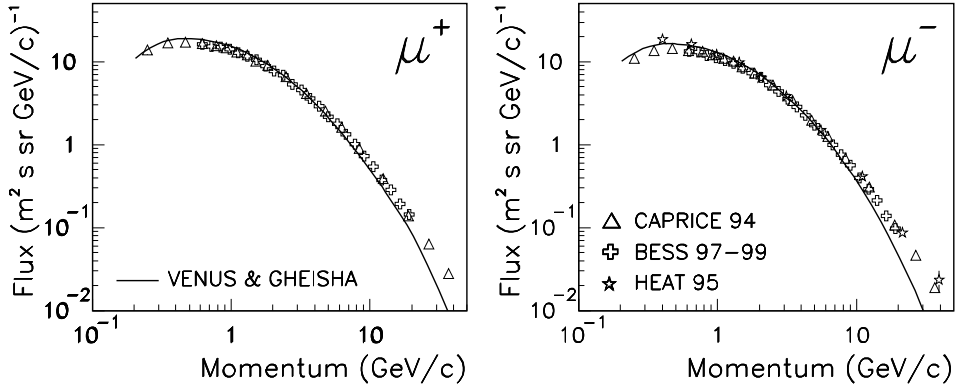 μ⁺
Flux (m² s sr GeV/c)⁻¹
10
1
10⁻¹
10⁻²
VENUS & GHEISHA
10⁻¹ 1 10
Momentum (GeV/c)
μ⁻
Flux (m² s sr GeV/c)⁻¹
10
1
10⁻¹
10⁻²
CAPRICE 94
BESS 97−99
HEAT 95
10⁻¹ 1 10
Momentum (GeV/c)